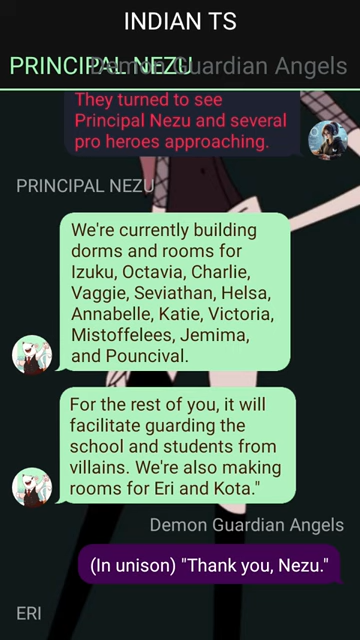 INDIAN TS
PRINCIPAL NEZU
Demon Guardian Angels
They turned to see
Principal Nezu and several
pro heroes approaching.
PRINCIPAL NEZU
We're currently building
dorms and rooms for
Izuku, Octavia, Charlie,
Vaggie, Seviathan, Helsa,
Annabelle, Katie, Victoria,
Mistoffelees, Jemima,
and Pouncival.
For the rest of you, it will
facilitate guarding the
school and students from
villains. We're also making
rooms for Eri and Kota."
Demon Guardian Angels
(In unison) "Thank you, Nezu."
ERI